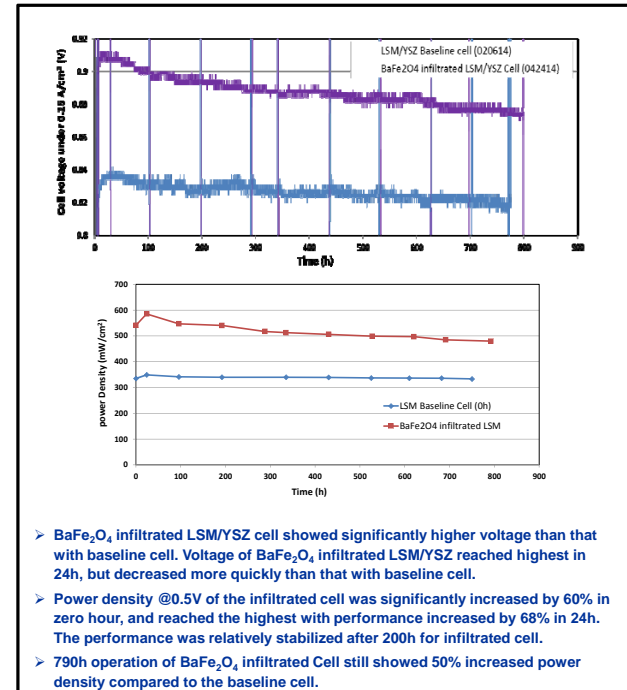 LSM/YSZ Baseline cell (020614)
BaFe2O4 infiltrated LSM/YSZ Cell (042414)
Cell voltage under 0.25 A/cm² (V)
0.92
0.9
0.88
0.86
0.84
0.82
0.8
0 100 200 300 400 500 600 700 800 900
Time (h)
power Density (mW/cm²)
700
600
500
400
300
200
100
0
LSM Baseline Cell (0h)
BaFe2O4 infiltrated LSM
0 100 200 300 400 500 600 700 800 900
Time (h)
➢ BaFe₂O₄ infiltrated LSM/YSZ cell showed significantly higher voltage than that
with baseline cell. Voltage of BaFe₂O₄ infiltrated LSM/YSZ reached highest in
24h, but decreased more quickly than that with baseline cell.
➢ Power density @0.5V of the infiltrated cell was significantly increased by 60% in
zero hour, and reached the highest with performance increased by 68% in 24h.
The performance was relatively stabilized after 200h for infiltrated cell.
➢ 790h operation of BaFe₂O₄ infiltrated Cell still showed 50% increased power
density compared to the baseline cell.